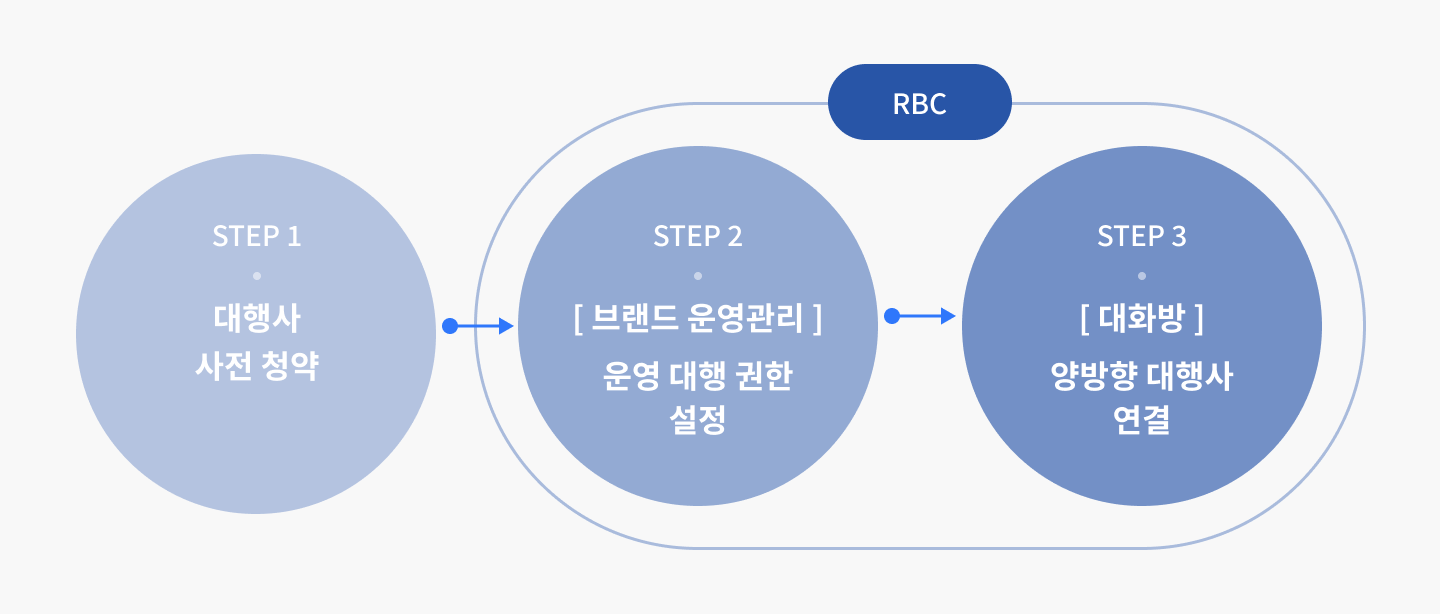 RBC
STEP 1
대행사
사전 청약
STEP 2
[ 브랜드 운영관리 ]
운영 대행 권한
설정
STEP 3
[ 대화방 ]
양방향 대행사
연결